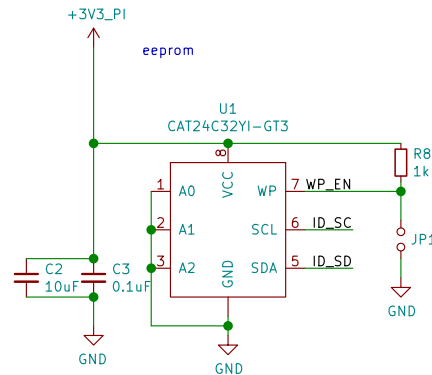 +3V3_PI
eeprom
U1
CAT24C32YI-GT3
8
VCC
R8
1k
1 A0
7 WP_EN
WP
2 A1
SCL
6 ID_SC
JP1
3 A2
GND
SDA
5 ID_SD
C2
10uF
C3
0.1uF
GND
GND
GND